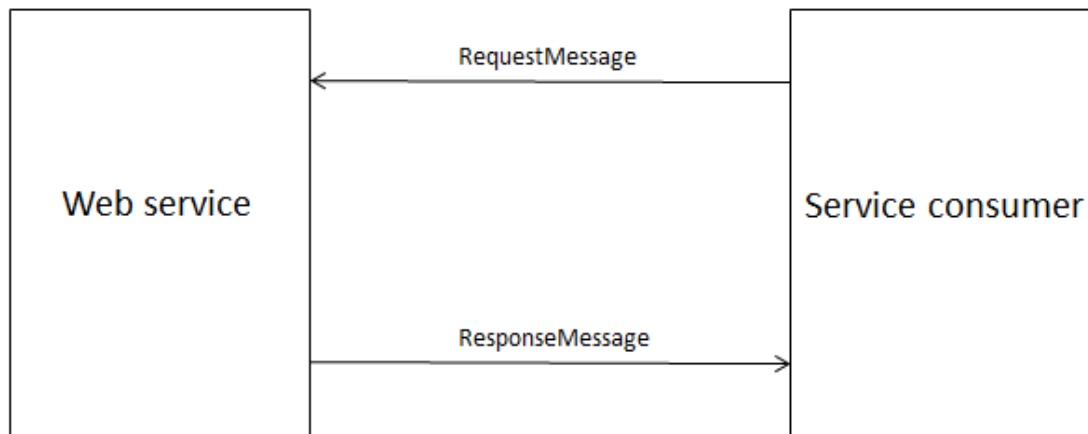 RequestMessage
Web service
Service consumer
ResponseMessage